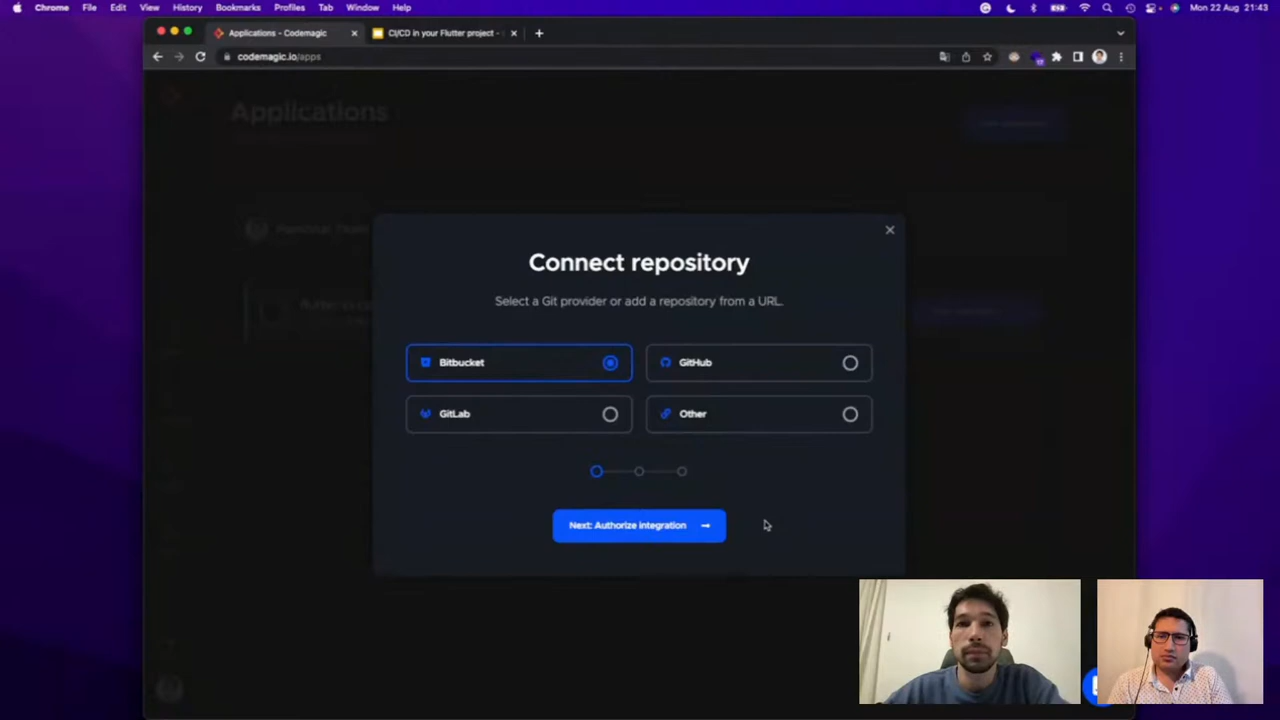 Chrome File Edit View History Bookmarks Profiles Tab Window Help Mon 22 Aug 21:43
Applications - Codemagic CI/CD in your Flutter project -
codemagic.io/apps
Applications
Connect repository
Select a Git provider or add a repository from a URL.
Bitbucket GitHub
GitLab Other
Next: Authorize integration